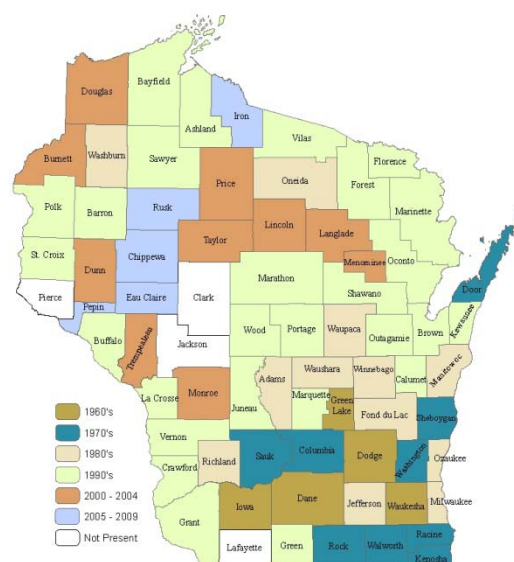 Bayfield
Douglas
Iron
Ashland
Vilas
Burnett
Washburn
Sawyer
Florence
Oneida
Forest
Price
Polk
Barron
Rusk
Marinette
Lincoln
Langlade
Taylor
St. Croix
Dunn
Chippewa
Menominee
Oconto
Marathon
Door
Pierce
Pepin
Eau Claire
Clark
Shawano
Kewaunee
Buffalo
Trempealeau
Jackson
Wood
Portage
Waupaca
Outagamie
Brown
Manitowoc
Waushara
Winnebago
Calumet
Adams
Marquette
Green
Lake
La Crosse
Monroe
Juneau
Fond du Lac
Sheboygan
Vernon
Sauk
Columbia
Dodge
Washington
Ozaukee
Richland
Crawford
Iowa
Dane
Jefferson
Waukesha
Milwaukee
Grant
Lafayette
Green
Rock
Walworth
Racine
Kenosha
1960's
1970's
1980's
1990's
2000 - 2004
2005 - 2009
Not Present